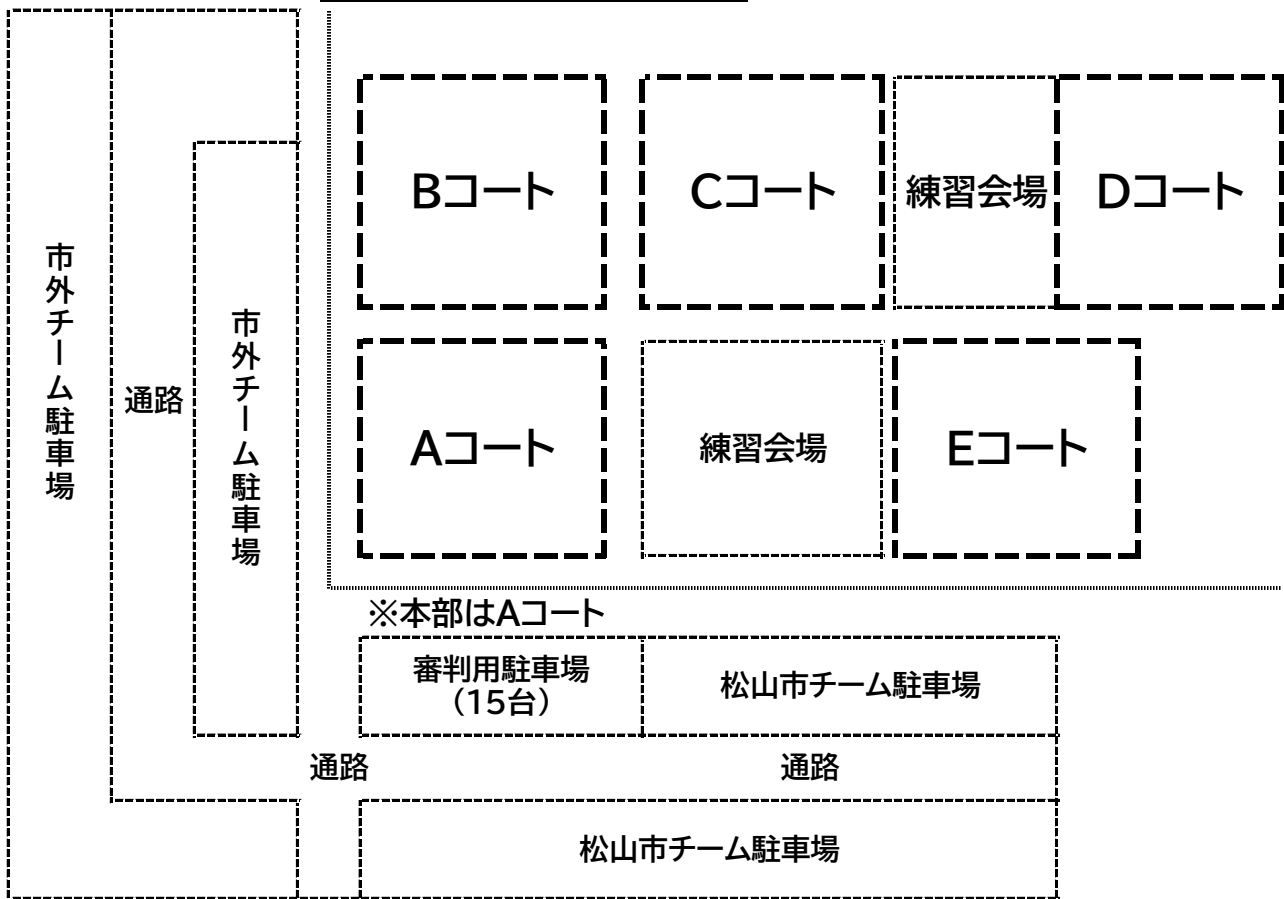 Bコート
Cコート
練習会場
Dコート
市外チーム駐車場
通路
市外チーム駐車場
Aコート
練習会場
Eコート
※本部はAコート
審判用駐車場
(15台)
松山市チーム駐車場
通路
通路
松山市チーム駐車場